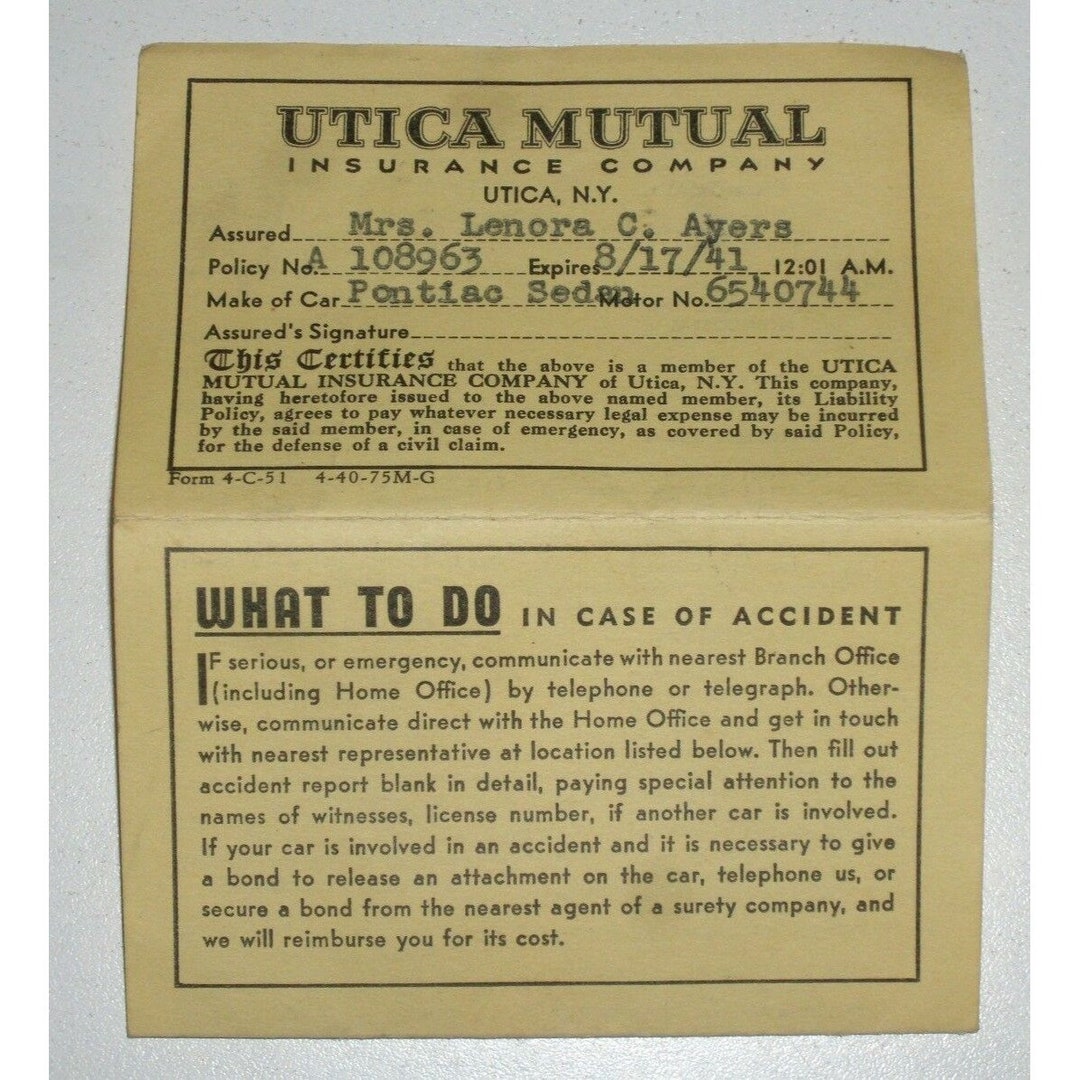 UTICA MUTUAL
INSURANCE COMPANY
UTICA, N.Y.
Assured Mrs. Lenora C. Ayers
Policy No. A 108963 Expires 8/17/41 12:01 A.M.
Make of Car Pontiac Sedan Motor No. 6540744
Assured's Signature
This Certifies that the above is a member of the UTICA
MUTUAL INSURANCE COMPANY of Utica, N.Y. This company,
having heretofore issued to the above named member, its Liability
Policy, agrees to pay whatever necessary legal expense may be incurred
by the said member, in case of emergency, as covered by said Policy,
for the defense of a civil claim.
Form 4-C-51 4-40-75M-G
WHAT TO DO IN CASE OF ACCIDENT
IF serious, or emergency, communicate with nearest Branch Office
(including Home Office) by telephone or telegraph. Other-
wise, communicate direct with the Home Office and get in touch
with nearest representative at location listed below. Then fill out
accident report blank in detail, paying special attention to the
names of witnesses, license number, if another car is involved.
If your car is involved in an accident and it is necessary to give
a bond to release an attachment on the car, telephone us, or
secure a bond from the nearest agent of a surety company, and
we will reimburse you for its cost.